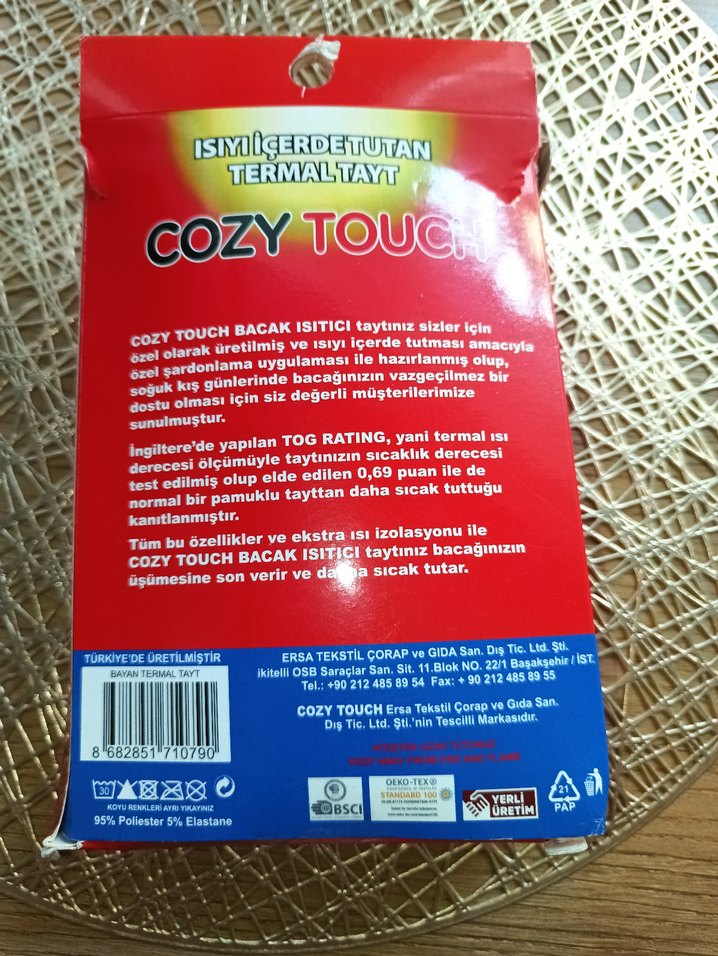 ISIYI İÇERDE TUTAN
TERMAL TAYT
COZY TOUCH
COZY TOUCH BACAK ISITICI taytınız sizler için
özel olarak üretilmiş ve ısıyı içerde tutması amacıyla
özel şardonlama uygulaması ile hazırlanmış olup,
soğuk kış günlerinde bacağınızın vazgeçilmez bir
dostu olması için siz değerli müşterilerimize
sunulmuştur.
İngiltere'de yapılan TOG RATING, yani termal ısı
derecesi ölçümüyle taytınızın sıcaklık derecesi
test edilmiş olup elde edilen 0,69 puan ile de
normal bir pamuklu tayttan daha sıcak tuttuğu
kanıtlanmıştır.
Tüm bu özellikler ve ekstra ısı izolasyonu ile
COZY TOUCH BACAK ISITICI taytınız bacağınızın
üşümesine son verir ve daha sıcak tutar.
TÜRKİYE'DE ÜRETİLMİŞTİR
BAYAN TERMAL TAYT
8 682851 710790
ERSA TEKSTİL ÇORAP ve GIDA San. Dış Tic. Ltd. Şti.
ikitelli OSB Saraçlar San. Sit. 11.Blok NO. 22/1 Başakşehir / İST.
Tel.: +90 212 485 89 54 Fax: + 90 212 485 89 55
COZY TOUCH Ersa Tekstil Çorap ve Gıda San.
Dış Tic. Ltd. Şti.'nin Tescilli Markasıdır.
ATEŞTEN UZAK TUTUNUZ
KEEP AWAY FROM FIRE AND FLAME
30
KOYU RENKLERİ AYRI YIKAYINIZ
95% Poliester 5% Elastane
BSCI
OEKO-TEX®
STANDARD 100
YERLİ
ÜRETİM
21
PAP